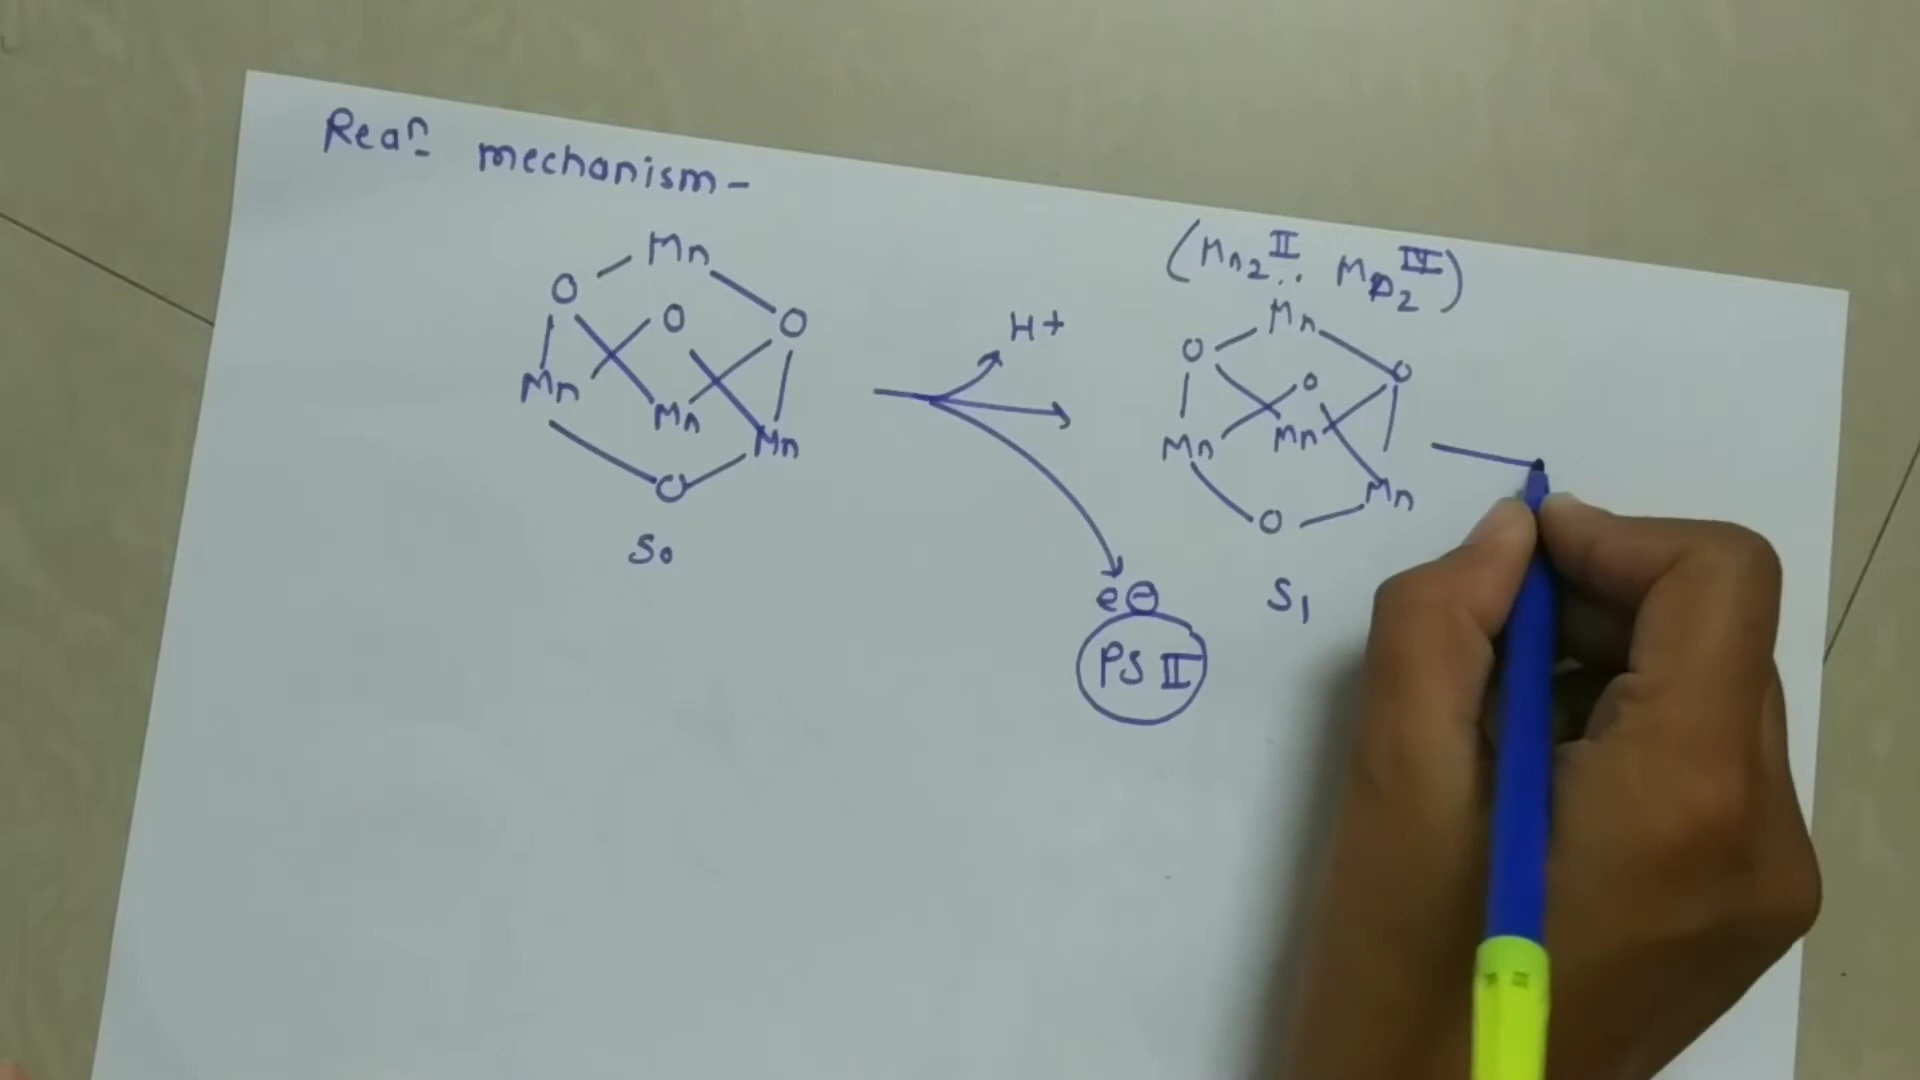 Reaⁿ mechanism-
(Mn₂ᴵᴵ.. Mn₂ᴵⱽ)
Mn
O O O
Mn Mn Mn
O
S₀
H+
Mn
O O O
Mn Mn Mn
O
S₁
e⊖
PS II